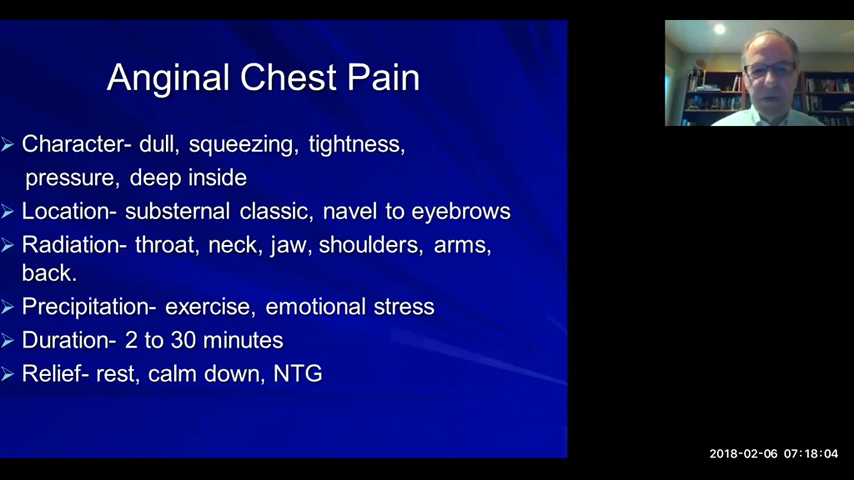 Anginal Chest Pain
Character- dull, squeezing, tightness,
pressure, deep inside
Location- substernal classic, navel to eyebrows
Radiation- throat, neck, jaw, shoulders, arms,
back.
Precipitation- exercise, emotional stress
Duration- 2 to 30 minutes
Relief- rest, calm down, NTG
2018-02-06 07:18:04